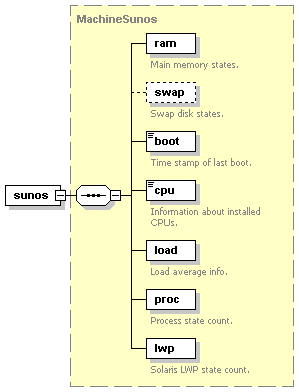 MachineSunos
ram
Main memory states.
swap
Swap disk states.
boot
Time stamp of last boot.
cpu
Information about installed
CPUs.
sunos
load
Load average info.
proc
Process state count.
lwp
Solaris LWP state count.